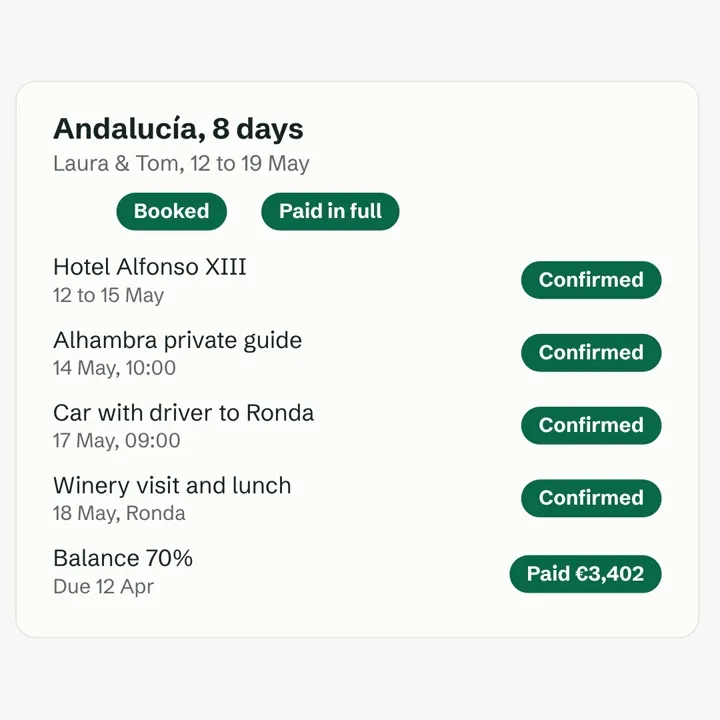 Andalucía, 8 days
Laura & Tom, 12 to 19 May
Booked Paid in full
Hotel Alfonso XIII
12 to 15 May
Confirmed
Alhambra private guide
14 May, 10:00
Confirmed
Car with driver to Ronda
17 May, 09:00
Confirmed
Winery visit and lunch
18 May, Ronda
Confirmed
Balance 70%
Due 12 Apr
Paid €3,402